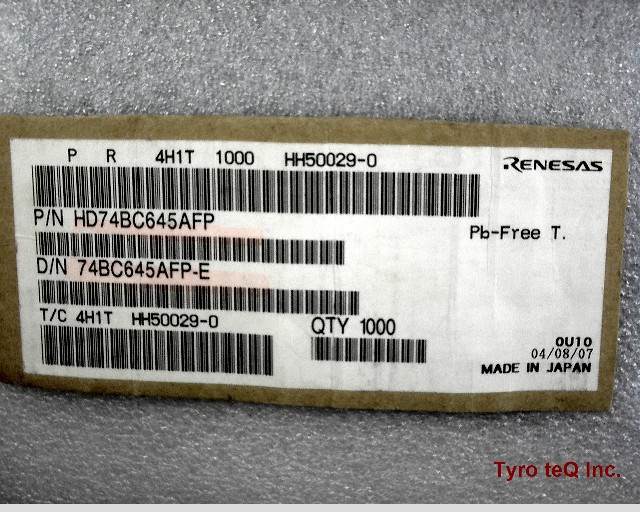 P R 4H1T 1000 HH50029-0
RENESAS
P/N HD74BC645AFP
Pb-Free T.
D/N 74BC645AFP-E
T/C 4H1T HH50029-0
QTY 1000
0U10
04/08/07
MADE IN JAPAN
Tyro teQ Inc.